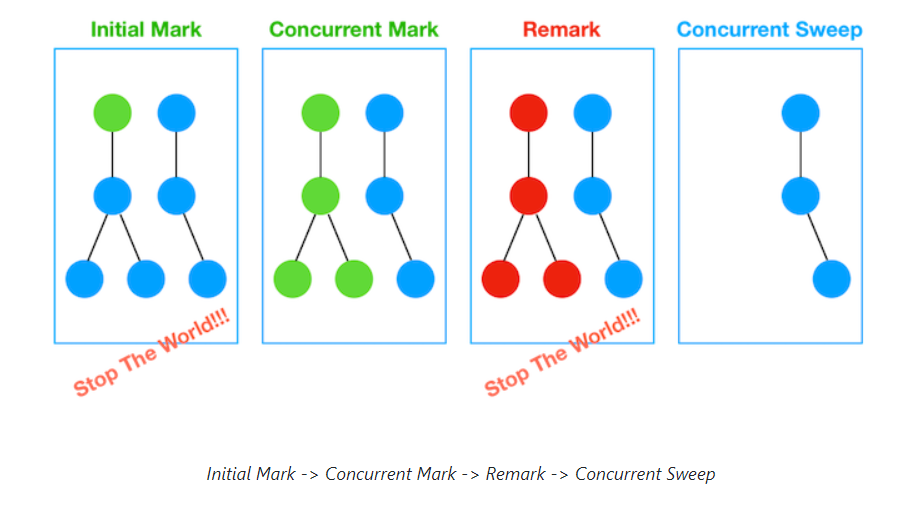 Initial Mark
Concurrent Mark
Remark
Concurrent Sweep
Stop The World!!!
Stop The World!!!
Initial Mark -> Concurrent Mark -> Remark -> Concurrent Sweep